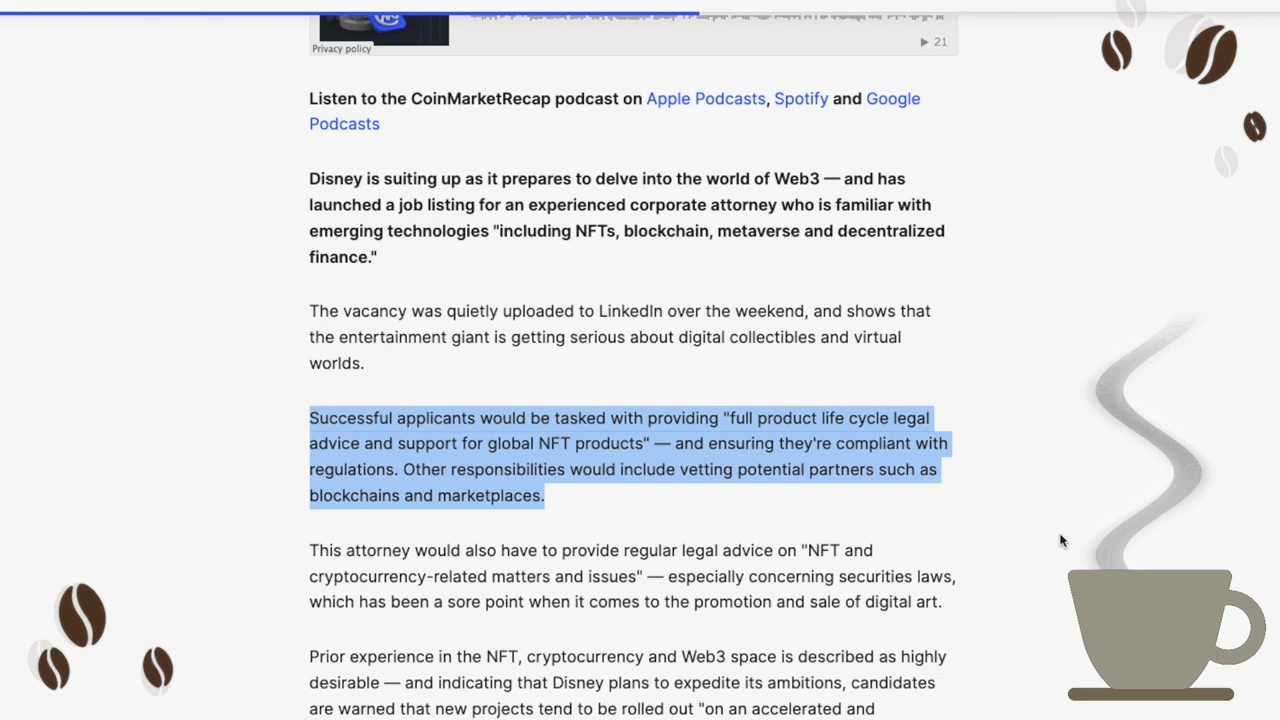 Privacy policy
21
Listen to the CoinMarketRecap podcast on Apple Podcasts, Spotify and Google
Podcasts
Disney is suiting up as it prepares to delve into the world of Web3 — and has
launched a job listing for an experienced corporate attorney who is familiar with
emerging technologies "including NFTs, blockchain, metaverse and decentralized
finance."
The vacancy was quietly uploaded to LinkedIn over the weekend, and shows that
the entertainment giant is getting serious about digital collectibles and virtual
worlds.
Successful applicants would be tasked with providing "full product life cycle legal
advice and support for global NFT products" — and ensuring they're compliant with
regulations. Other responsibilities would include vetting potential partners such as
blockchains and marketplaces.
This attorney would also have to provide regular legal advice on "NFT and
cryptocurrency-related matters and issues" — especially concerning securities laws,
which has been a sore point when it comes to the promotion and sale of digital art.
Prior experience in the NFT, cryptocurrency and Web3 space is described as highly
desirable — and indicating that Disney plans to expedite its ambitions, candidates
are warned that new projects tend to be rolled out "on an accelerated and